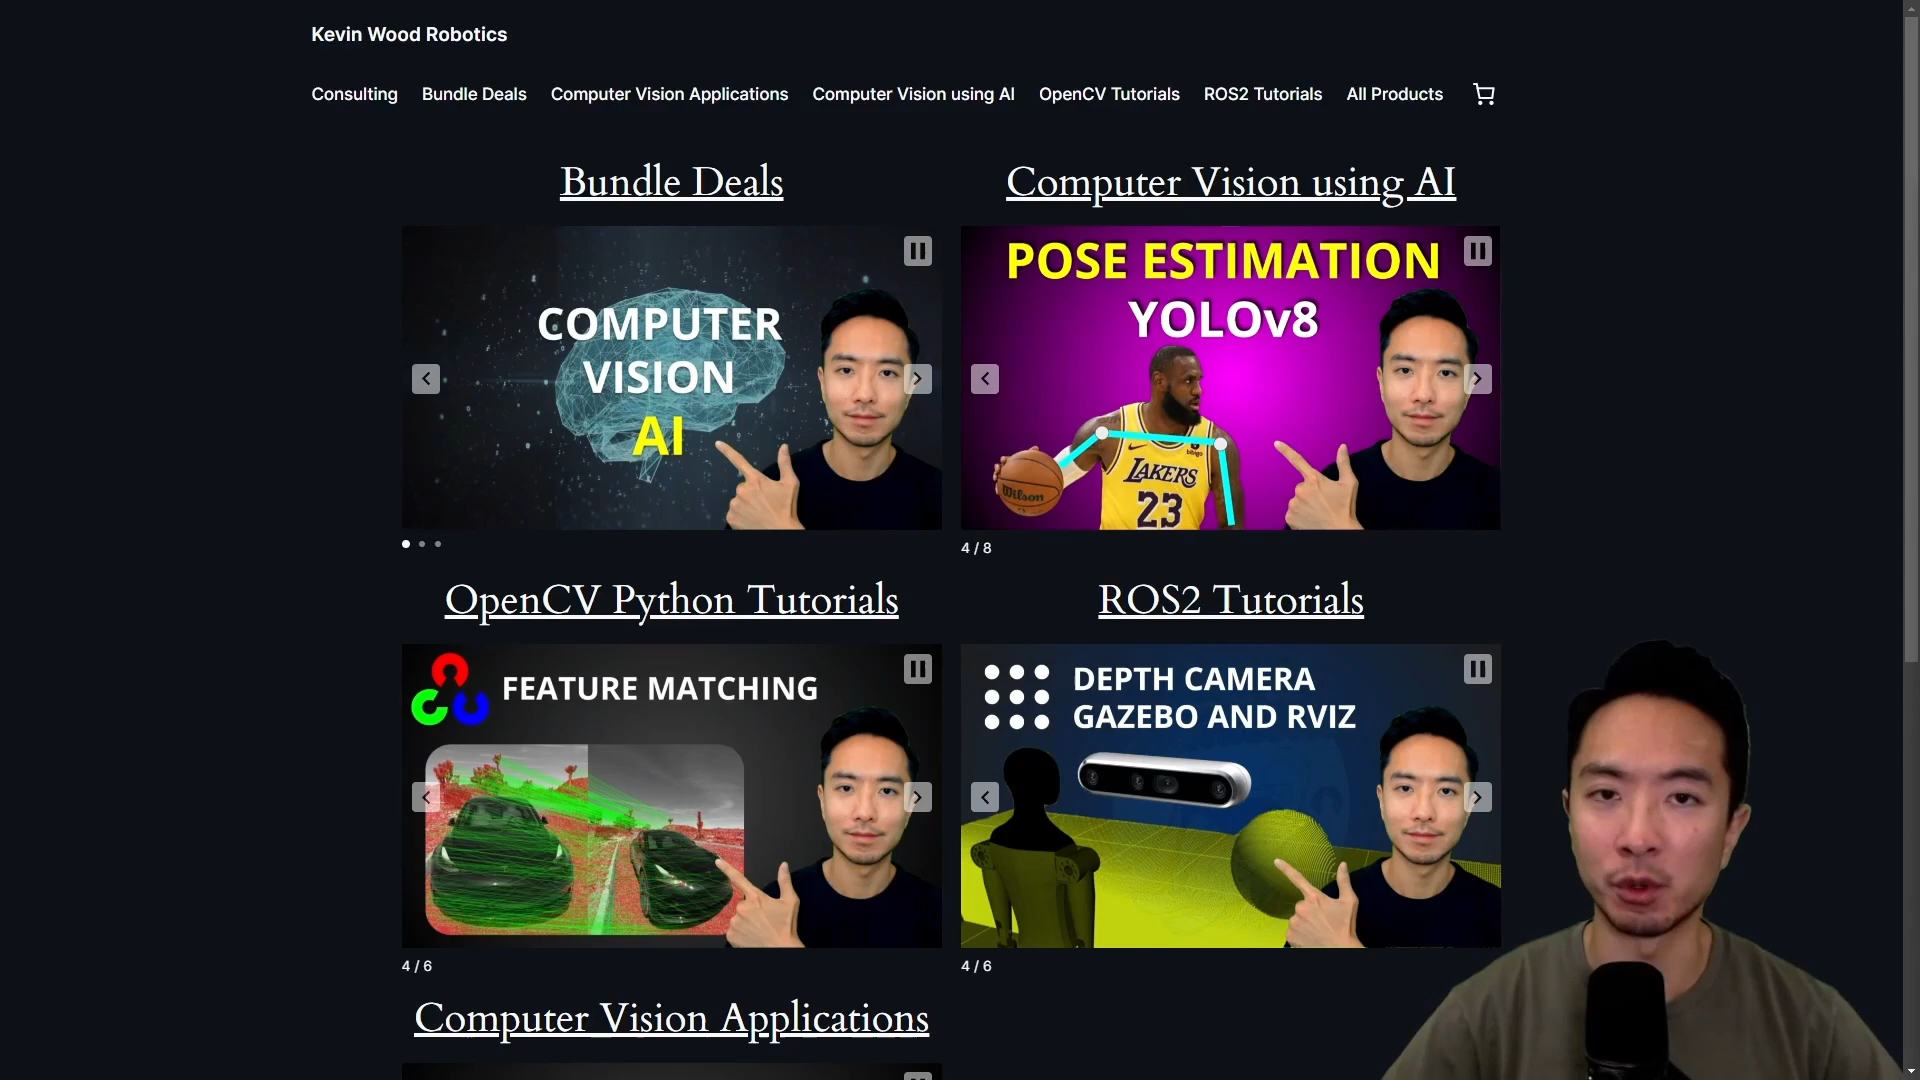 Kevin Wood Robotics
Consulting Bundle Deals Computer Vision Applications Computer Vision using AI OpenCV Tutorials ROS2 Tutorials All Products
Bundle Deals
COMPUTER
VISION
AI
Computer Vision using AI
POSE ESTIMATION
YOLOv8
bibigo
LAKERS
23
Wilson
4 / 8
OpenCV Python Tutorials
FEATURE MATCHING
4 / 6
ROS2 Tutorials
DEPTH CAMERA
GAZEBO AND RVIZ
4 / 6
Computer Vision Applications